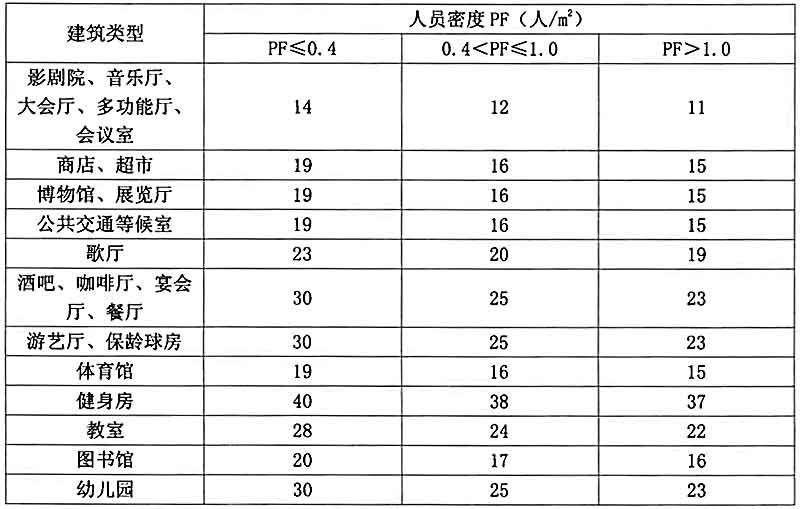 建筑类型
人员密度 PF（人/m²）
PF≤0.4
0.4<PF≤1.0
PF>1.0
影剧院、音乐厅、
大会厅、多功能厅、
会议室
14
12
11
商店、超市
19
16
15
博物馆、展览厅
19
16
15
公共交通等候室
19
16
15
歌厅
23
20
19
酒吧、咖啡厅、宴会
厅、餐厅
30
25
23
游艺厅、保龄球房
30
25
23
体育馆
19
16
15
健身房
40
38
37
教室
28
24
22
图书馆
20
17
16
幼儿园
30
25
23